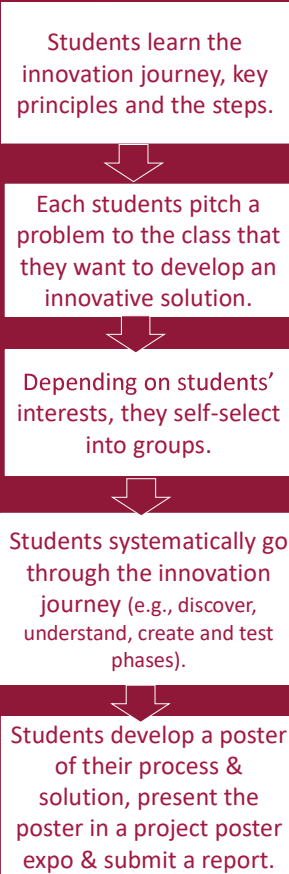 Students learn the
innovation journey, key
principles and the steps.
Each students pitch a
problem to the class that
they want to develop an
innovative solution.
Depending on students’
interests, they self-select
into groups.
Students systematically go
through the innovation
journey (e.g., discover,
understand, create and test
phases).
Students develop a poster
of their process &
solution, present the
poster in a project poster
expo & submit a report.